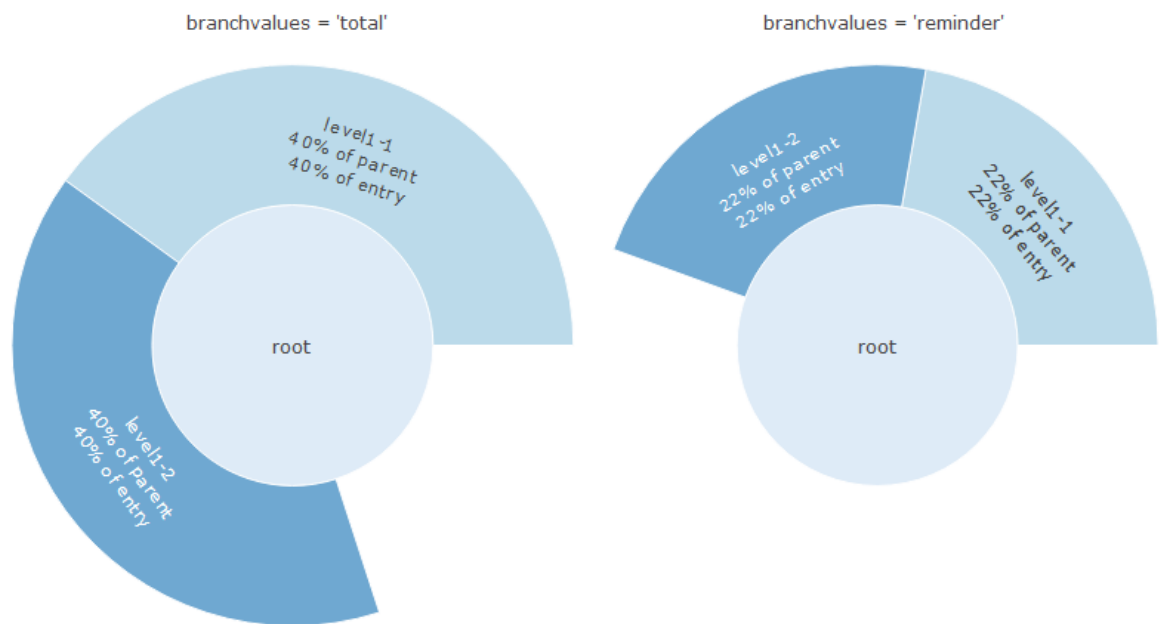 branchvalues = 'total'
level1-1
40% of parent
40% of entry
root
level1-2
40% of parent
40% of entry
branchvalues = 'reminder'
level1-2
22% of parent
22% of entry
level1-1
22% of parent
22% of entry
root